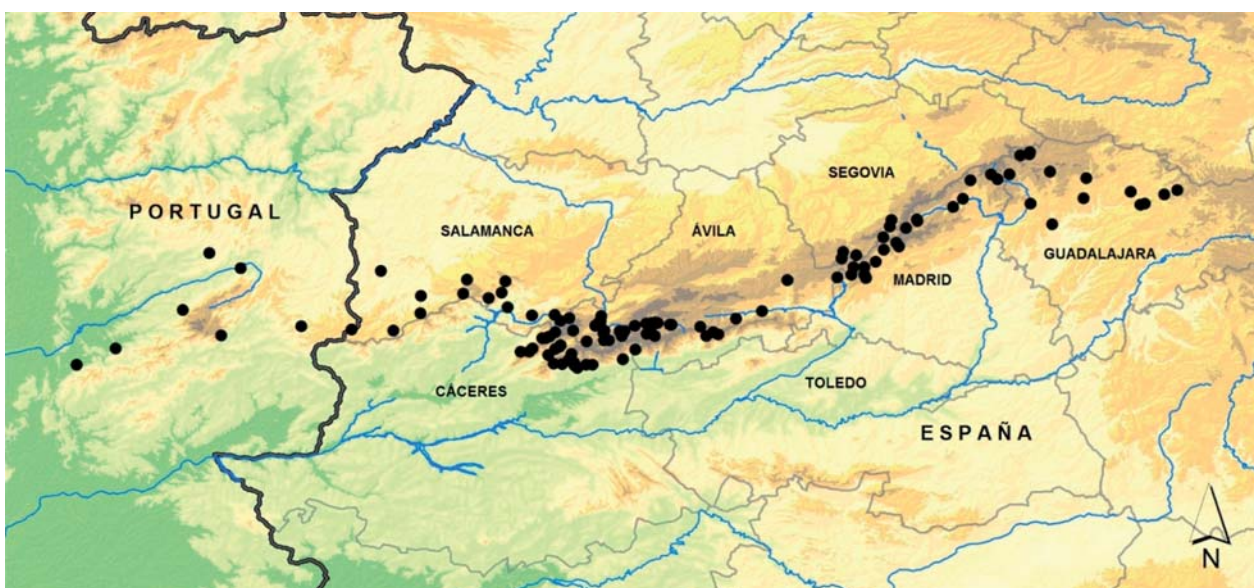 SEGOVIA
PORTUGAL
SALAMANCA
ÁVILA
GUADALAJARA
MADRID
CÁCERES
TOLEDO
ESPAÑA
N